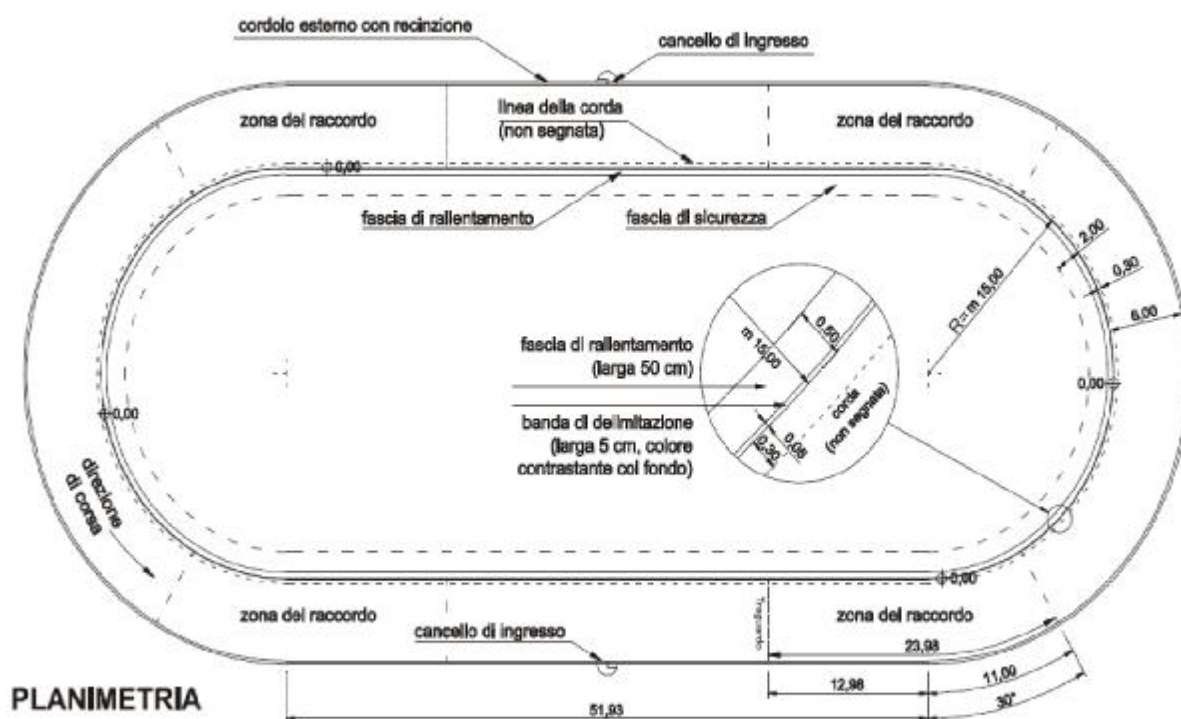 cordolo esterno con recinzione
cancello di ingresso
zona del raccordo
linea della corda
(non segnata)
zona del raccordo
0,00
fascia di rallentamento
fascia di sicurezza
2,00
0,30
R= m 15,00
6,00
0,50
m 15,00
fascia di rallentamento
(larga 50 cm)
0,00
0,00
banda di delimitazione
(larga 5 cm, colore
contrastante col fondo)
corda
(non segnata)
0,05
0,30
direzione
di corsa
0,00
zona del raccordo
cancello di ingresso
Traguardo
zona del raccordo
23,98
12,98
11,00
30°
51,93
PLANIMETRIA